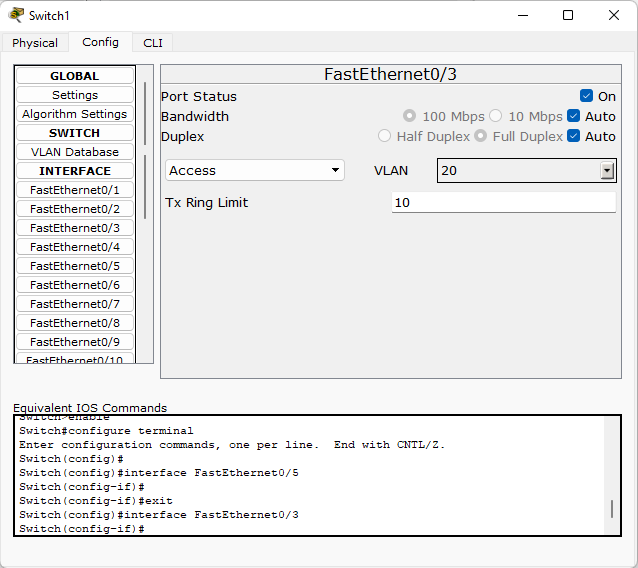 Switch1
Physical Config CLI
GLOBAL
Settings
Algorithm Settings
SWITCH
VLAN Database
INTERFACE
FastEthernet0/1
FastEthernet0/2
FastEthernet0/3
FastEthernet0/4
FastEthernet0/5
FastEthernet0/6
FastEthernet0/7
FastEthernet0/8
FastEthernet0/9
FastEthernet0/10
FastEthernet0/3
Port Status On
Bandwidth 100 Mbps 10 Mbps Auto
Duplex Half Duplex Full Duplex Auto
Access VLAN 20
Tx Ring Limit 10
Equivalent IOS Commands
Switch>enable
Switch#configure terminal
Enter configuration commands, one per line.  End with CNTL/Z.
Switch(config)#
Switch(config)#interface FastEthernet0/5
Switch(config-if)#
Switch(config-if)#exit
Switch(config)#interface FastEthernet0/3
Switch(config-if)#